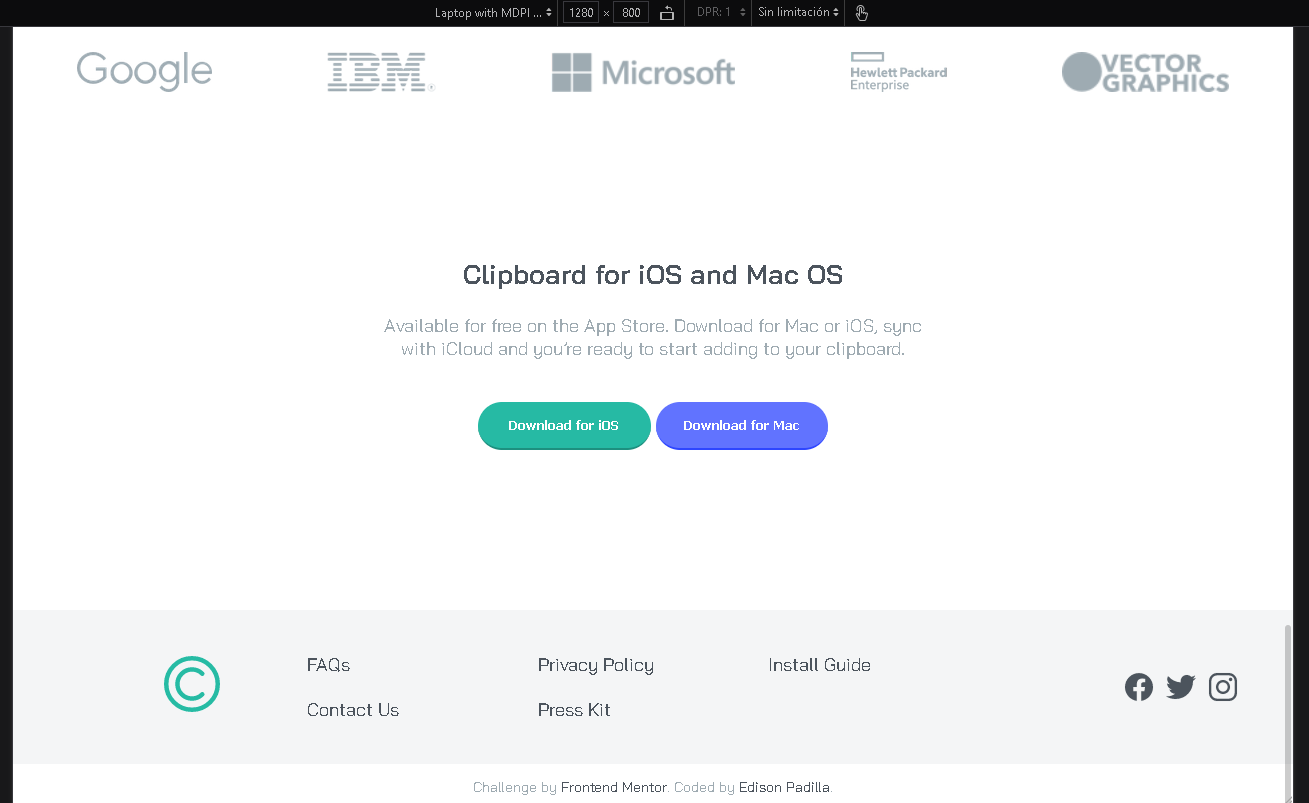 Laptop with MDPI ... 1280 × 800 DPR: 1 Sin limitación
Google IBM® Microsoft Hewlett Packard Enterprise VECTOR GRAPHICS
Clipboard for iOS and Mac OS
Available for free on the App Store. Download for Mac or iOS, sync
with iCloud and you’re ready to start adding to your clipboard.
Download for iOS Download for Mac
FAQs Privacy Policy Install Guide
Contact Us Press Kit
Challenge by Frontend Mentor. Coded by Edison Padilla.